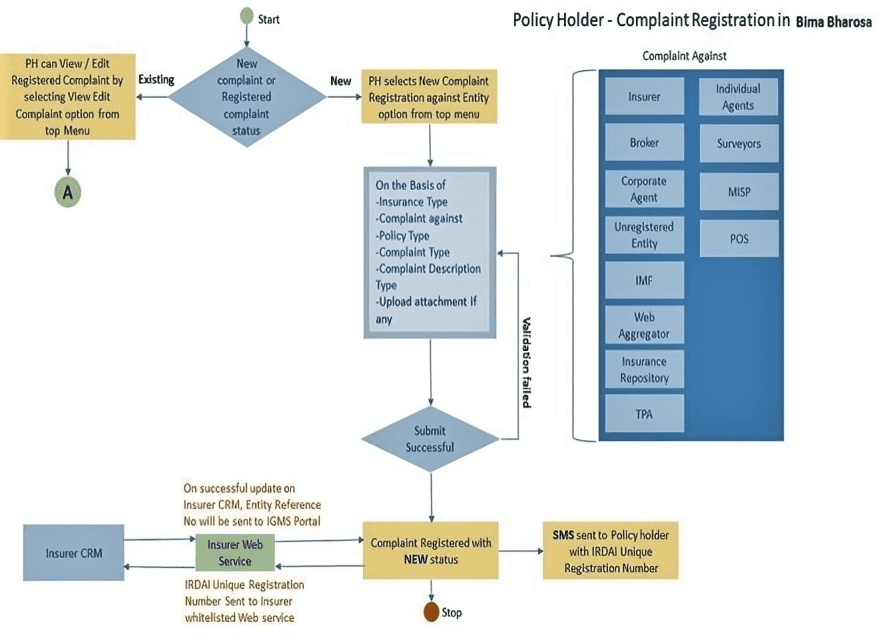 Policy Holder - Complaint Registration in Bima Bharosa
Start
PH can View / Edit
Registered Complaint by
selecting View Edit
Complaint option from
top Menu
Existing
New
complaint or
Registered
complaint
status
New
PH selects New Complaint
Registration against Entity
option from top menu
A
On the Basis of
-Insurance Type
-Complaint against
-Policy Type
-Complaint Type
-Complaint Description
Type
-Upload attachment if
any
Validation failed
Submit
Successful
Complaint Against
Insurer
Broker
Corporate
Agent
Unregistered
Entity
IMF
Web
Aggregator
Insurance
Repository
TPA
Individual
Agents
Surveyors
MISP
POS
On successful update on
Insurer CRM, Entity Reference
No will be sent to IGMS Portal
Insurer CRM
Insurer Web
Service
IRDAI Unique Registration
Number Sent to Insurer
whitelisted Web service
Complaint Registered with
NEW status
SMS sent to Policy holder
with IRDAI Unique
Registration Number
Stop